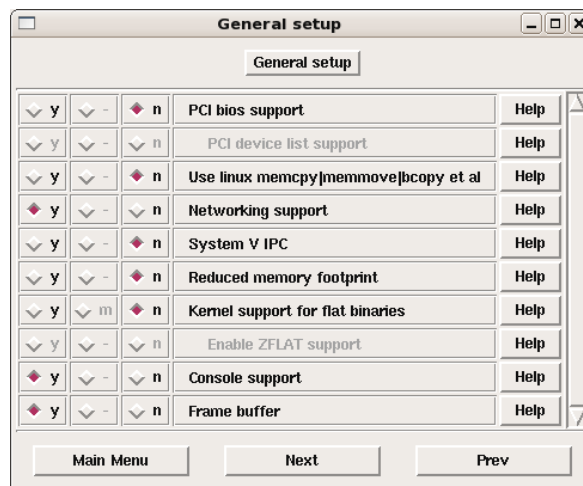 General setup
General setup
y - n PCI bios support Help
y - n PCI device list support Help
y - n Use linux memcpy|memmove|bcopy et al Help
y - n Networking support Help
y - n System V IPC Help
y - n Reduced memory footprint Help
y m n Kernel support for flat binaries Help
y - n Enable ZFLAT support Help
y - n Console support Help
y - n Frame buffer Help
Main Menu Next Prev